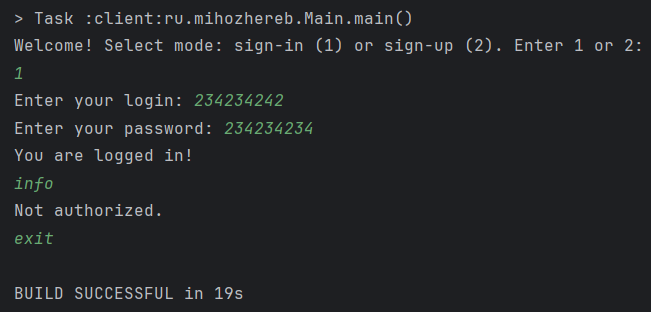 > Task :client:ru.mihozhereb.Main.main()
Welcome! Select mode: sign-in (1) or sign-up (2). Enter 1 or 2:
1
Enter your login: 234234242
Enter your password: 234234234
You are logged in!
info
Not authorized.
exit
BUILD SUCCESSFUL in 19s